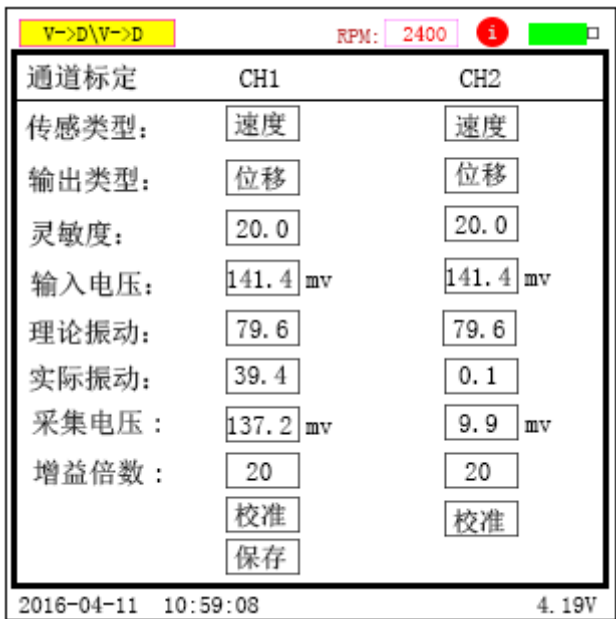 V->D\V->D RPM: 2400 i
通道标定 CH1 CH2
传感类型: 速度 速度
输出类型: 位移 位移
灵敏度: 20.0 20.0
输入电压: 141.4 mv 141.4 mv
理论振动: 79.6 79.6
实际振动: 39.4 0.1
采集电压: 137.2 mv 9.9 mv
增益倍数: 20 20
校准 校准
保存
2016-04-11 10:59:08 4.19V